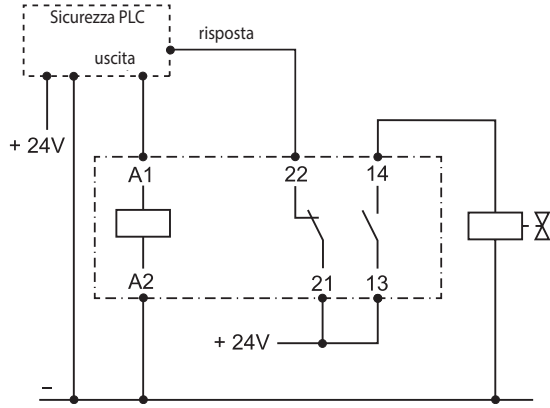 Sicurezza PLC
risposta
uscita
+ 24V
A1
22
14
A2
21
13
+ 24V
–